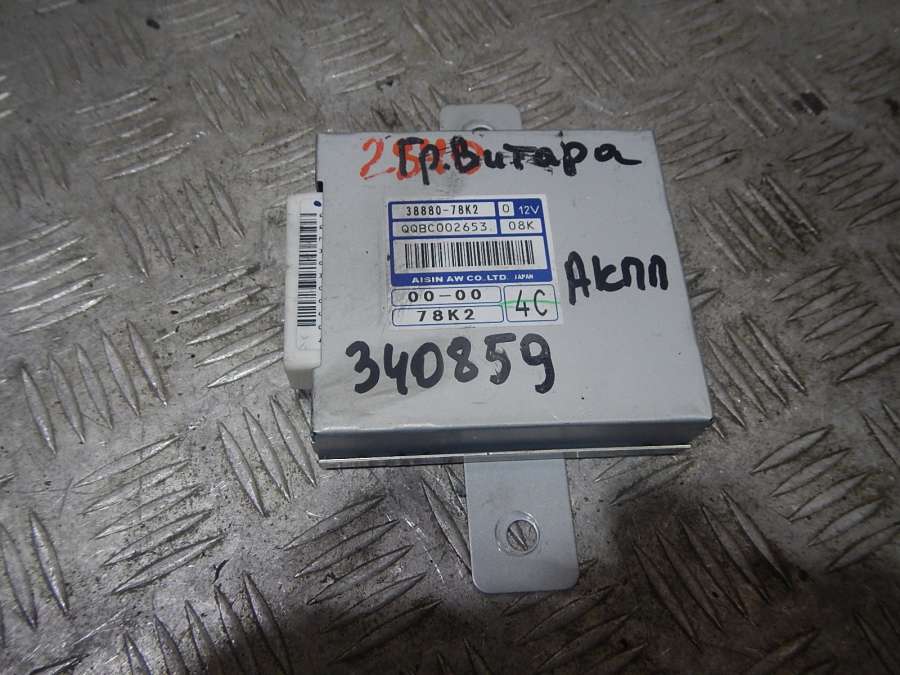 Гр.Витара
38880-78K2 0 12V
QQBC002653. 08K
AISIN AW CO.,LTD. JAPAN
Акпп
00-00
78K2
4C
340859